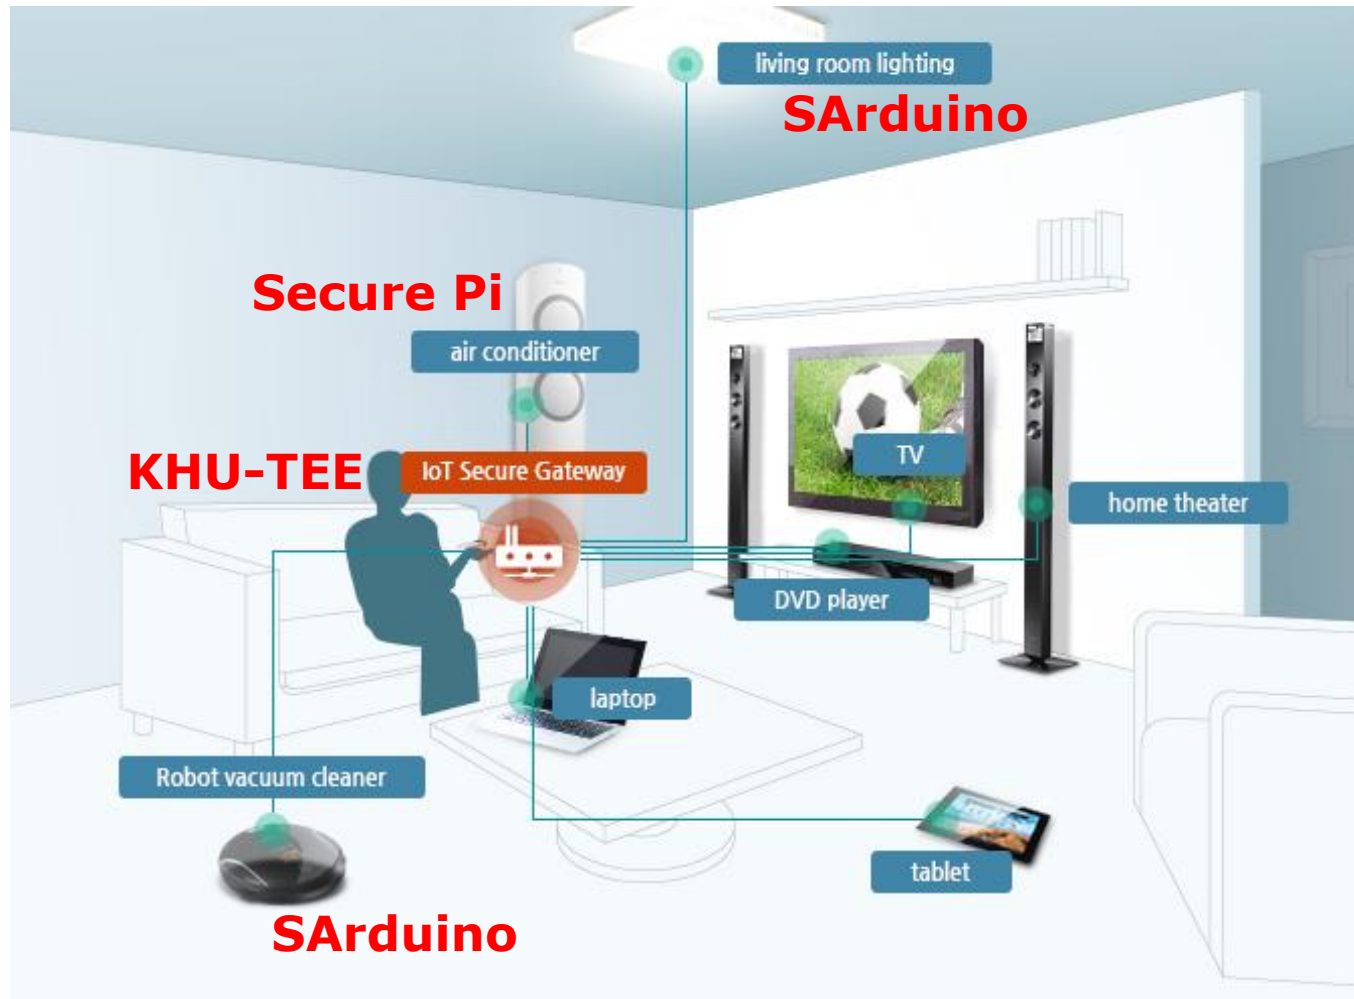 living room lighting
SArduino
Secure Pi
air conditioner
KHU-TEE
IoT Secure Gateway
TV
home theater
DVD player
laptop
Robot vacuum cleaner
tablet
SArduino